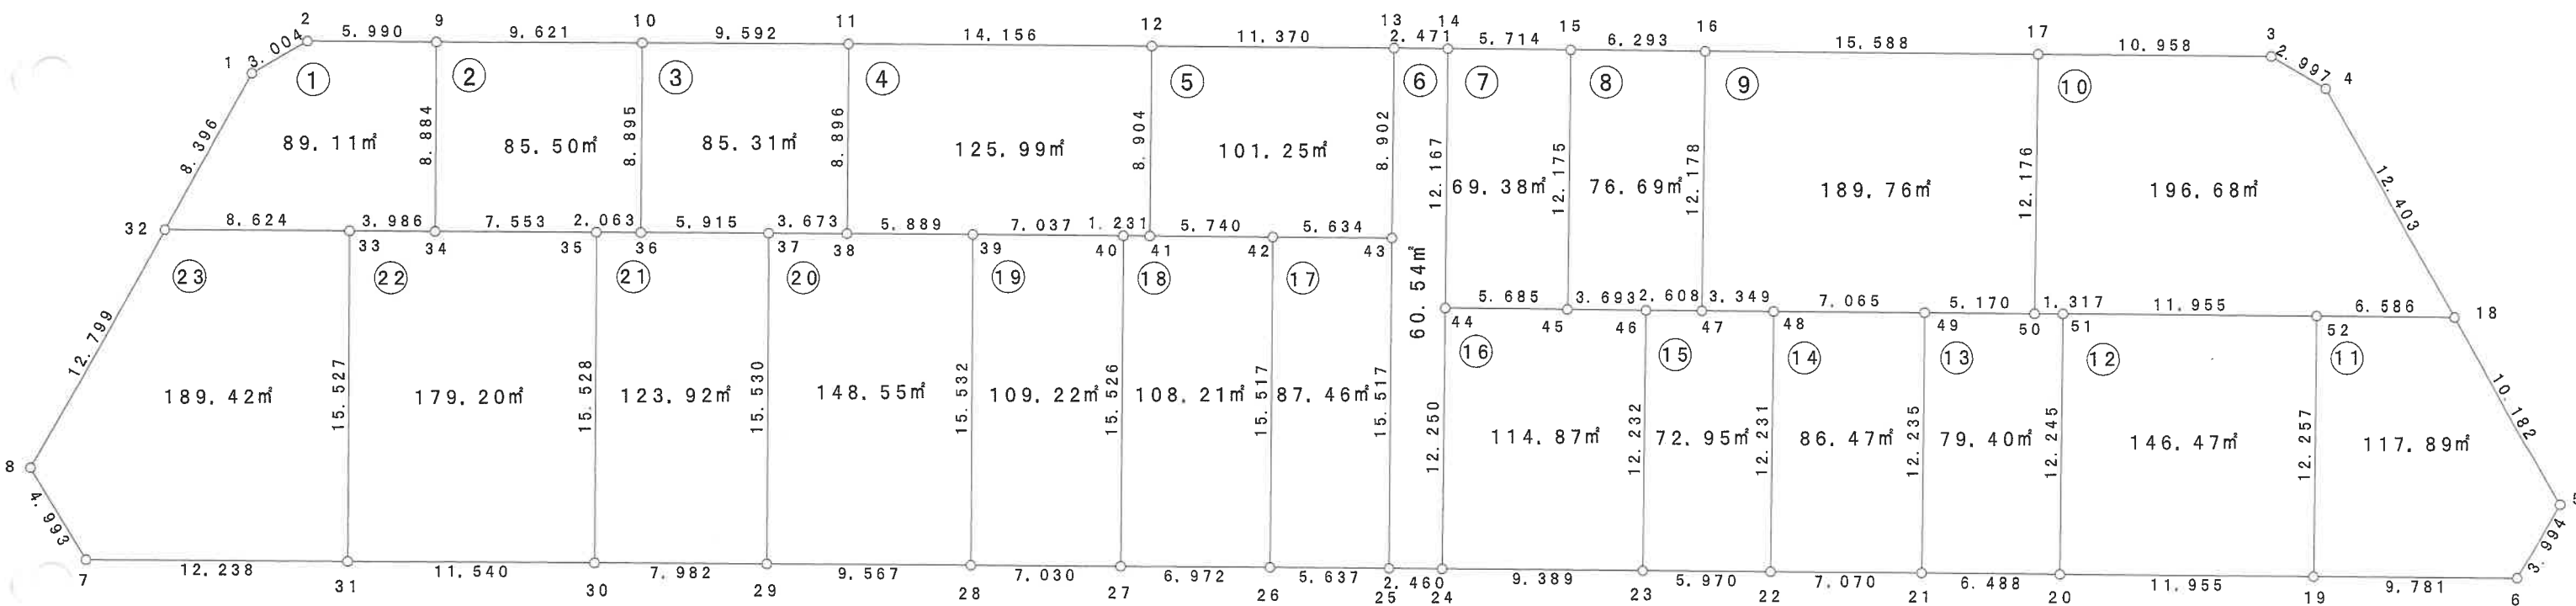 2 9 10 11 12 13 14 15 16 17 3
3.004 5.990 9.621 9.592 14.156 11.370 2.471 5.714 6.293 15.588 10.958 2.997
1 4
① ② ③ ④ ⑤ ⑥ ⑦ ⑧ ⑨ ⑩
8.396 8.884 8.895 8.896 8.904 8.902 12.167 12.175 12.178 12.176 12.403
89.11㎡ 85.50㎡ 85.31㎡ 125.99㎡ 101.25㎡ 69.38㎡ 76.69㎡ 189.76㎡ 196.68㎡
8.624 3.986 7.553 2.063 5.915 3.673 5.889 7.037 1.231 5.740 5.634
32 33 34 35 36 37 38 39 40 41 42 43
60.54㎡
5.685 3.693 2.608 3.349 7.065 5.170 1.317 11.955 6.586
44 45 46 47 48 49 50 51 52 18
㉓ ㉒ ㉑ ⑳ ⑲ ⑱ ⑰
⑯ ⑮ ⑭ ⑬ ⑫ ⑪
12.799 15.527 15.528 15.530 15.532 15.526 15.517 15.517 12.250 12.232 12.231 12.235 12.245 12.257 10.182
189.42㎡ 179.20㎡ 123.92㎡ 148.55㎡ 109.22㎡ 108.21㎡ 87.46㎡
114.87㎡ 72.95㎡ 86.47㎡ 79.40㎡ 146.47㎡ 117.89㎡
8 5
4.993 3.994
12.238 11.540 7.982 9.567 7.030 6.972 5.637 2.460 9.389 5.970 7.070 6.488 11.955 9.781
7 31 30 29 28 27 26 25 24 23 22 21 20 19 6